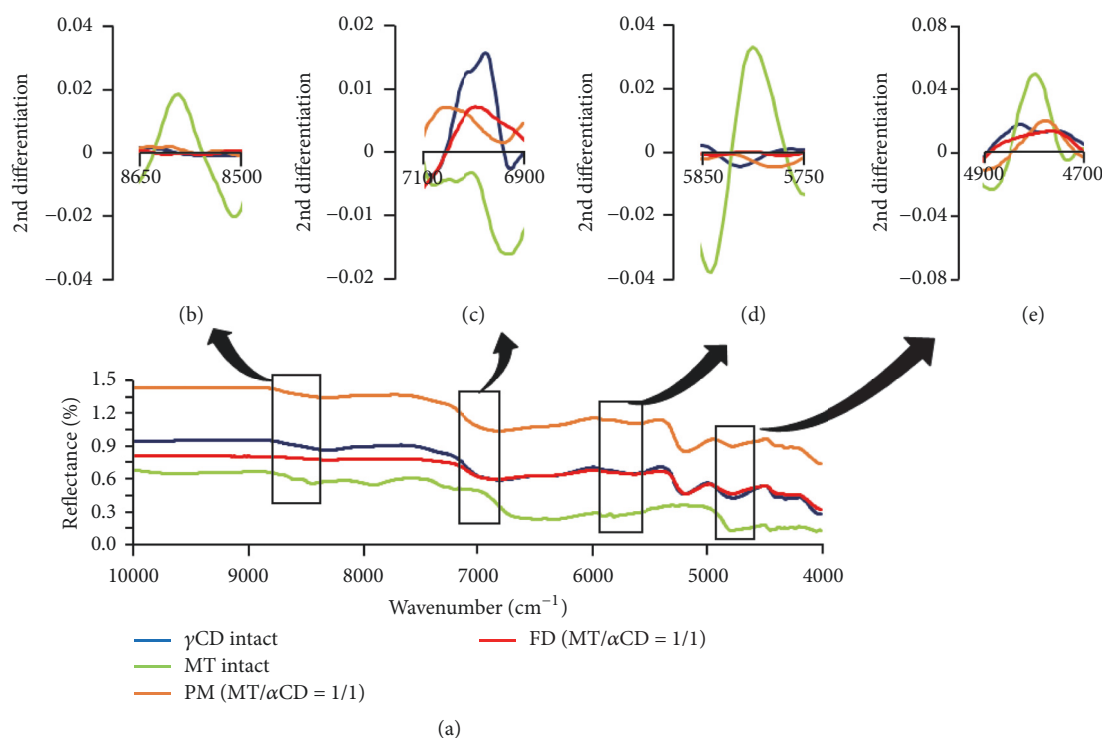 0.04
0.02
0
−0.02
−0.04
2nd differentiation
8650
8500
(b)
0.02
0.01
0
−0.01
−0.02
2nd differentiation
7100
6900
(c)
0.04
0.02
0
−0.02
−0.04
2nd differentiation
5850
5750
(d)
0.08
0.04
0
−0.04
−0.08
2nd differentiation
4900
4700
(e)
1.5
1.2
0.9
0.6
0.3
0.0
Reflectance (%)
10000 9000 8000 7000 6000 5000 4000
Wavenumber (cm⁻¹)
γCD intact
MT intact
PM (MT/αCD = 1/1)
FD (MT/αCD = 1/1)
(a)